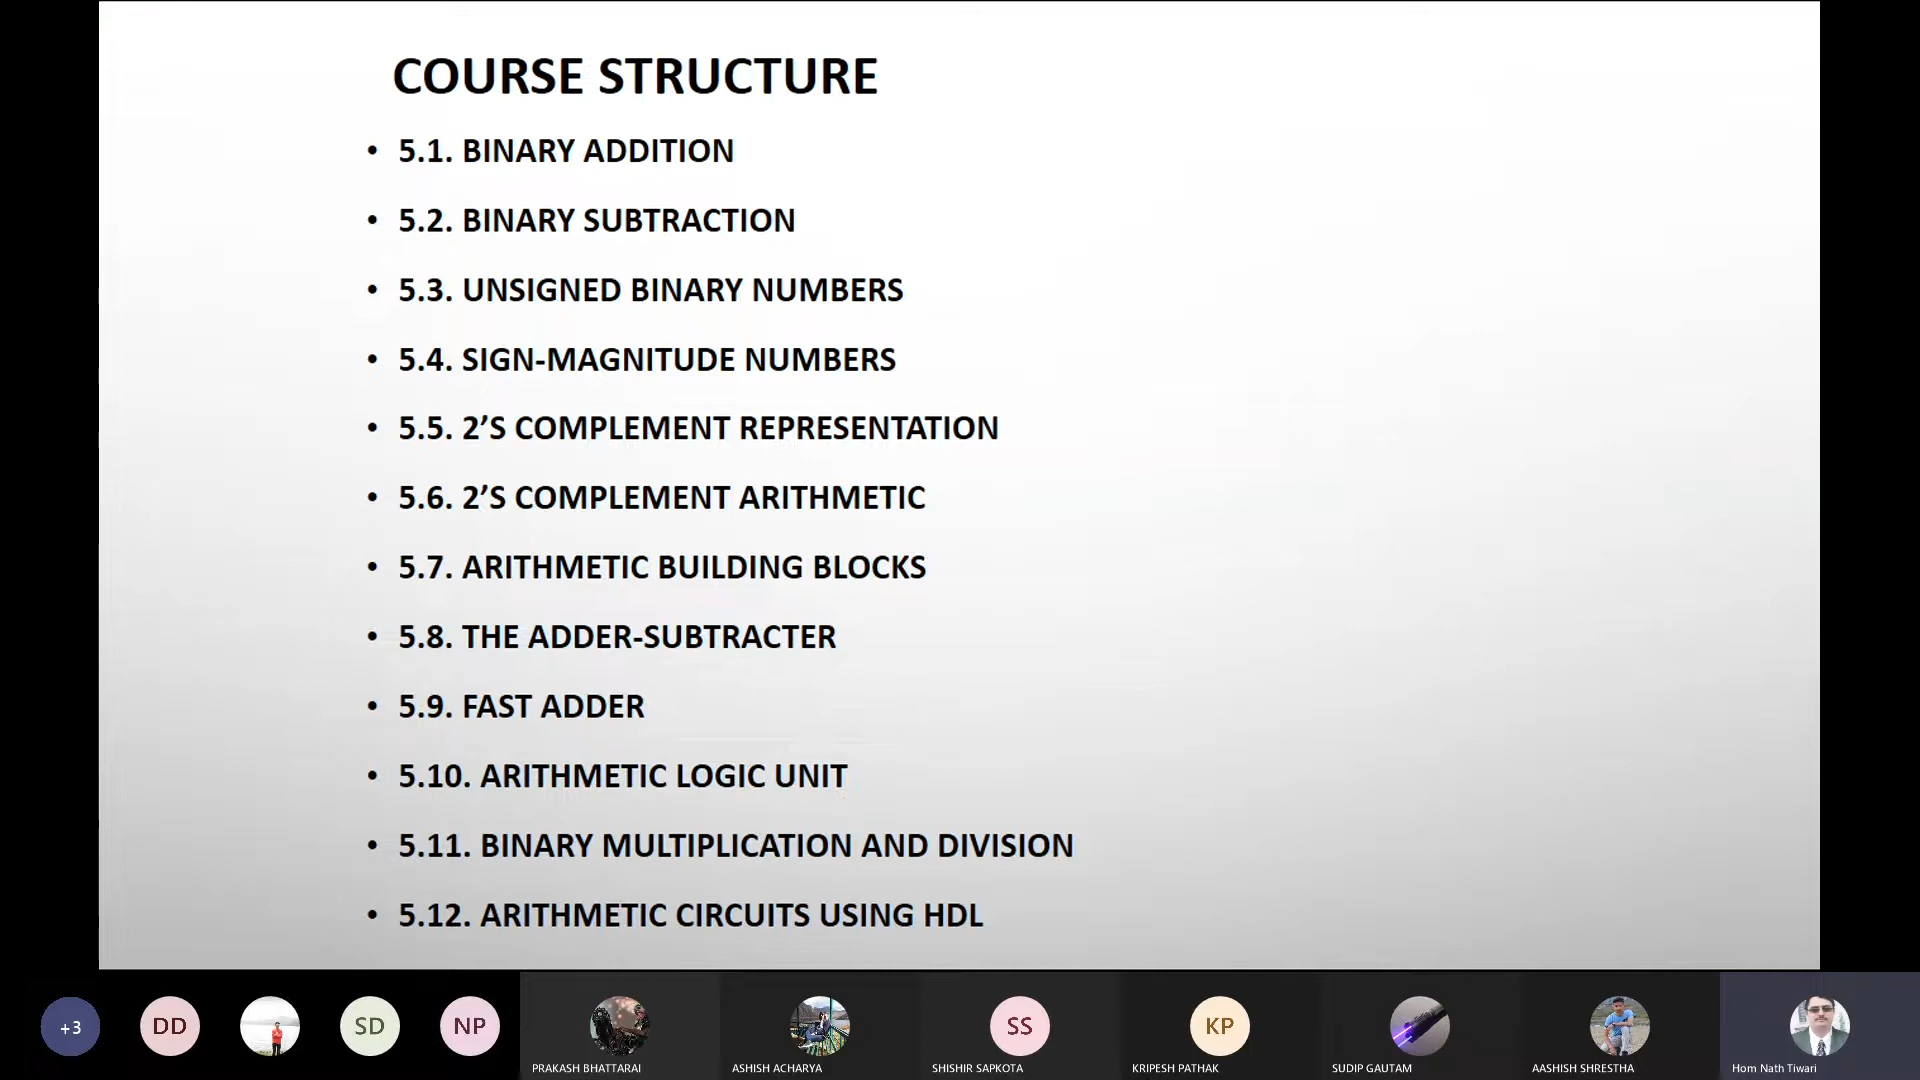 COURSE STRUCTURE
• 5.1. BINARY ADDITION
• 5.2. BINARY SUBTRACTION
• 5.3. UNSIGNED BINARY NUMBERS
• 5.4. SIGN-MAGNITUDE NUMBERS
• 5.5. 2’S COMPLEMENT REPRESENTATION
• 5.6. 2’S COMPLEMENT ARITHMETIC
• 5.7. ARITHMETIC BUILDING BLOCKS
• 5.8. THE ADDER-SUBTRACTER
• 5.9. FAST ADDER
• 5.10. ARITHMETIC LOGIC UNIT
• 5.11. BINARY MULTIPLICATION AND DIVISION
• 5.12. ARITHMETIC CIRCUITS USING HDL
+3 DD SD NP SS KP
PRAKASH BHATTARAI ASHISH ACHARYA SHISHIR SAPKOTA KRIPESH PATHAK SUDIP GAUTAM AASHISH SHRESTHA Hom Nath Tiwari